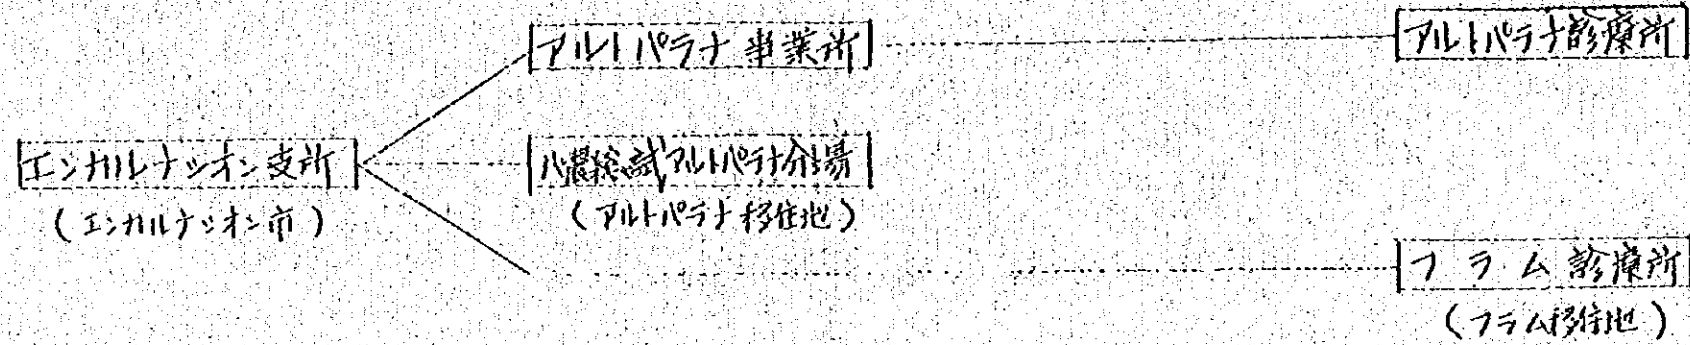 アルトパラナ事業所
アルトパラナ診療所
エンカルナシオン支所
八農総試アルトパラナ分場
(エンカルナシオン市)
(アルトパラナ移住地)
フラム診療所
(フラム移住地)